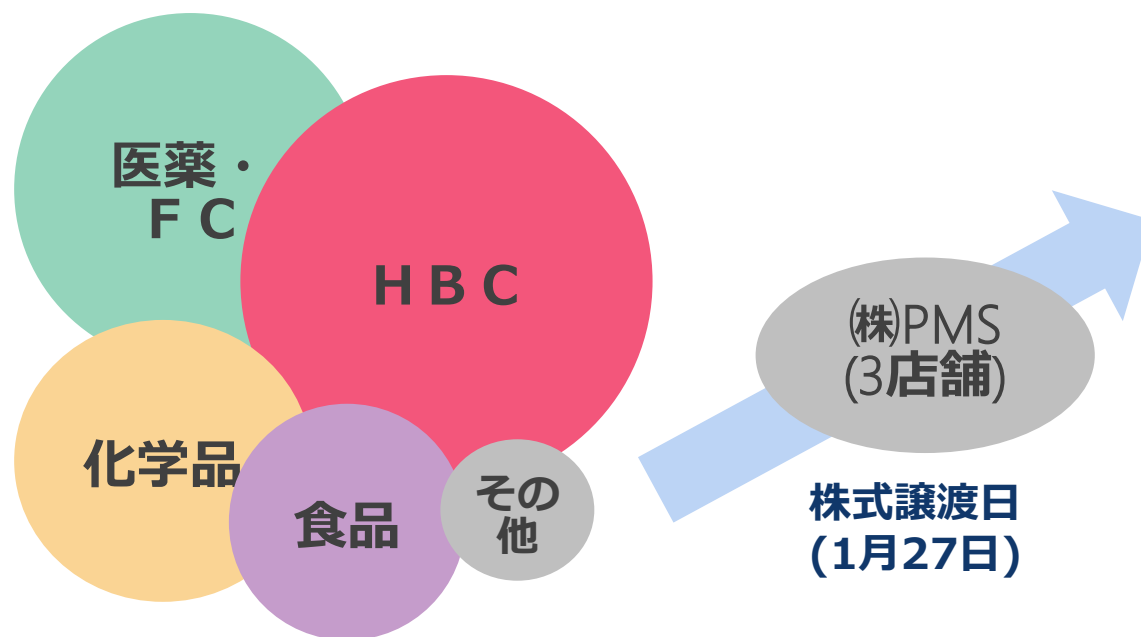 医薬・
ＦＣ
ＨＢＣ
化学品
食品
その
他
㈱PMS
(3店舗)
株式譲渡日
(1月27日)